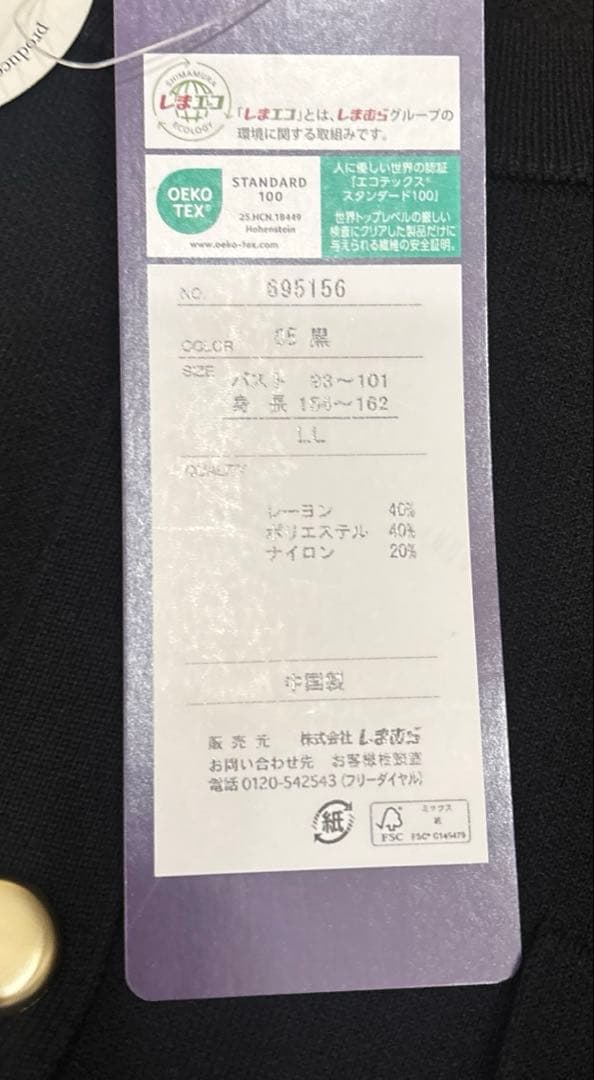 produce
SHIMAMURA
しまエコ
ECOLOGY
「しまエコ」とは、しまむらグループの
環境に関する取組みです。
OEKO
TEX®
STANDARD
100
25.HCN.18449
Hohenstein
www.oeko-tex.com
人に優しい世界の認証
「エコテックス®
スタンダード100」
世界トップレベルの厳しい
検査にクリアした製品だけに
与えられる繊維の安全証明。
NO. 695156
COLOR 05 黒
SIZE バスト 93〜101
身長 154〜162
LL
QUALITY
レーヨン 40%
ポリエステル 40%
ナイロン 20%
中国製
販売元 株式会社しまむら
お問い合わせ先 お客様相談室
電話 0120-542543 (フリーダイヤル)
紙
FSC
ミックス
紙
FSC® C145479